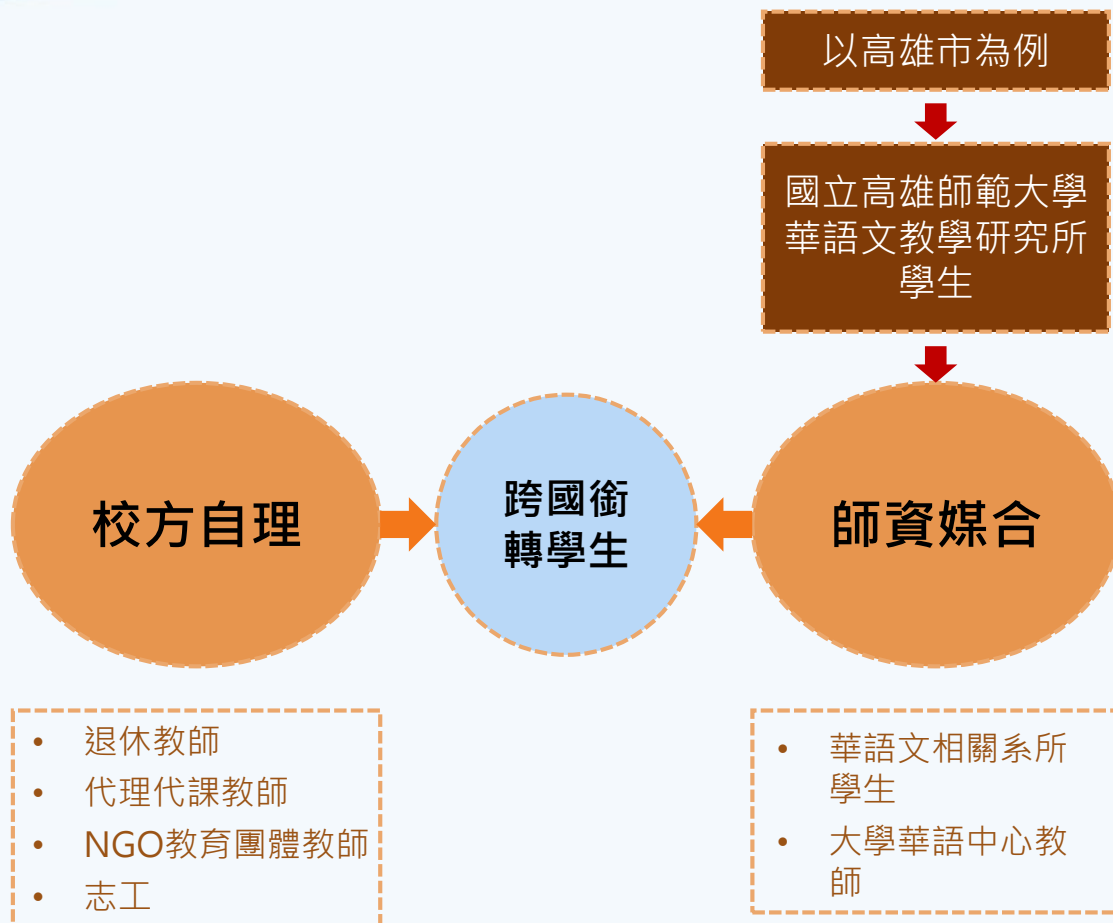 以高雄市為例
國立高雄師範大學
華語文教學研究所
學生
校方自理
跨國銜
轉學生
師資媒合
• 退休教師
• 代理代課教師
• NGO教育團體教師
• 志工
• 華語文相關系所
學生
• 大學華語中心教
師